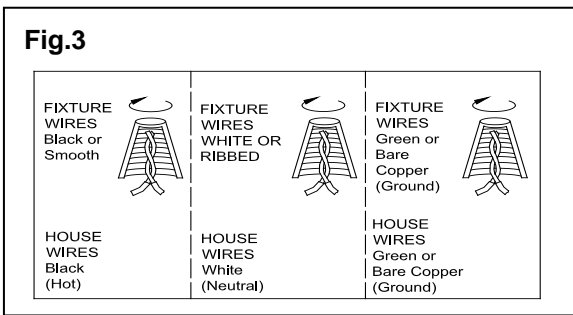 Fig.3
FIXTURE
WIRES
Black or
Smooth
HOUSE
WIRES
Black
(Hot)
FIXTURE
WIRES
WHITE OR
RIBBED
HOUSE
WIRES
White
(Neutral)
FIXTURE
WIRES
Green or
Bare
Copper
(Ground)
HOUSE
WIRES
Green or
Bare Copper
(Ground)